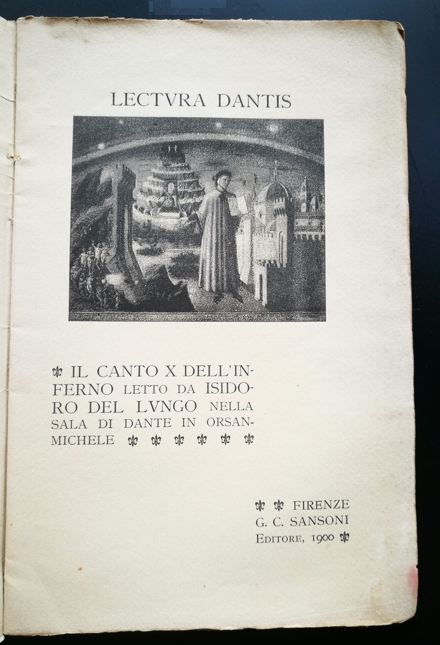 LECTVRA DANTIS
IL CANTO X DELL'IN-
FERNO LETTO DA ISIDO-
RO DEL LVNGO NELLA
SALA DI DANTE IN ORSAN-
MICHELE
FIRENZE
G. C. SANSONI
EDITORE, 1900